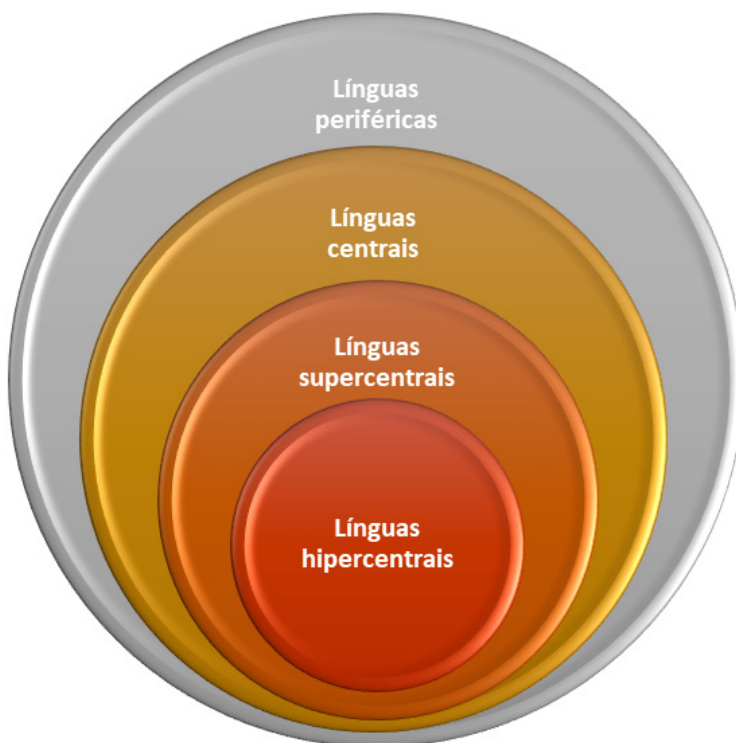 Línguas
periféricas
Línguas
centrais
Línguas
supercentrais
Línguas
hipercentrais